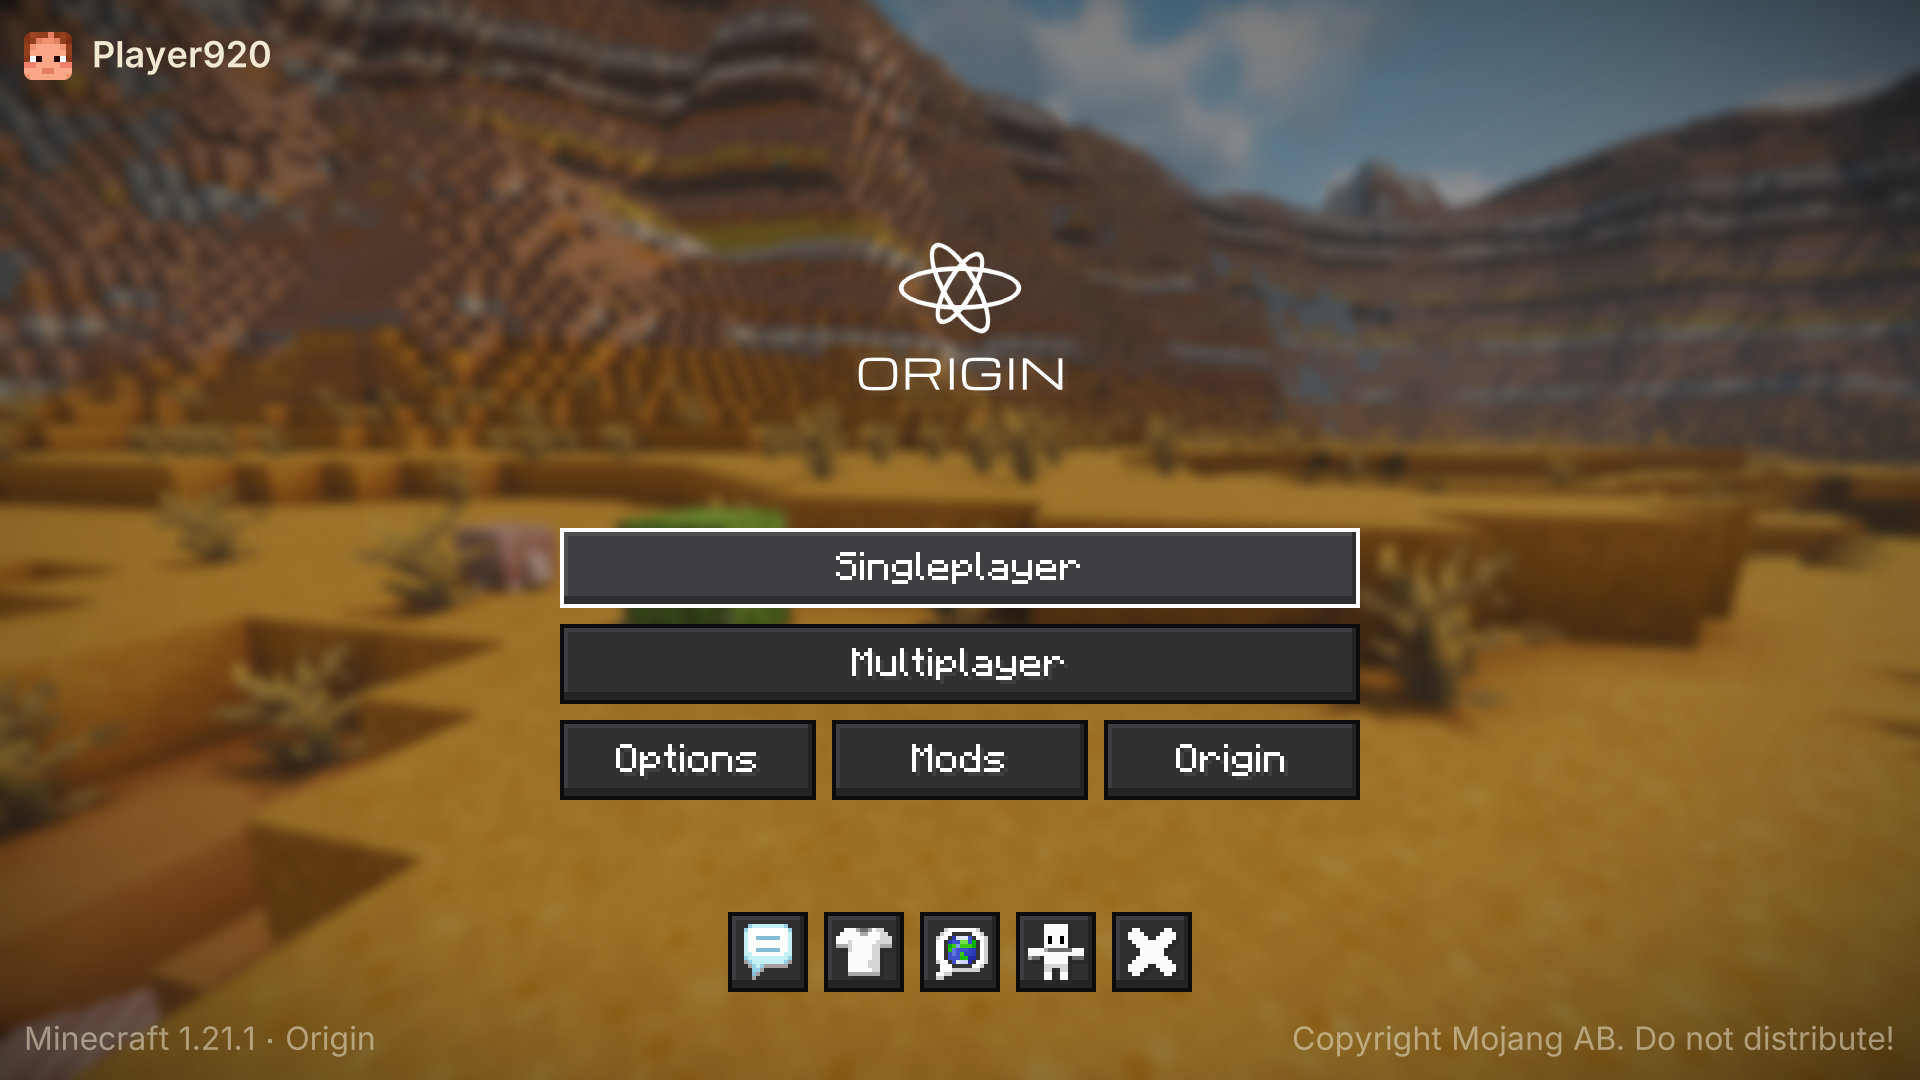 Player920
ORIGIN
Singleplayer
Multiplayer
Options
Mods
Origin
Minecraft 1.21.1 · Origin
Copyright Mojang AB. Do not distribute!